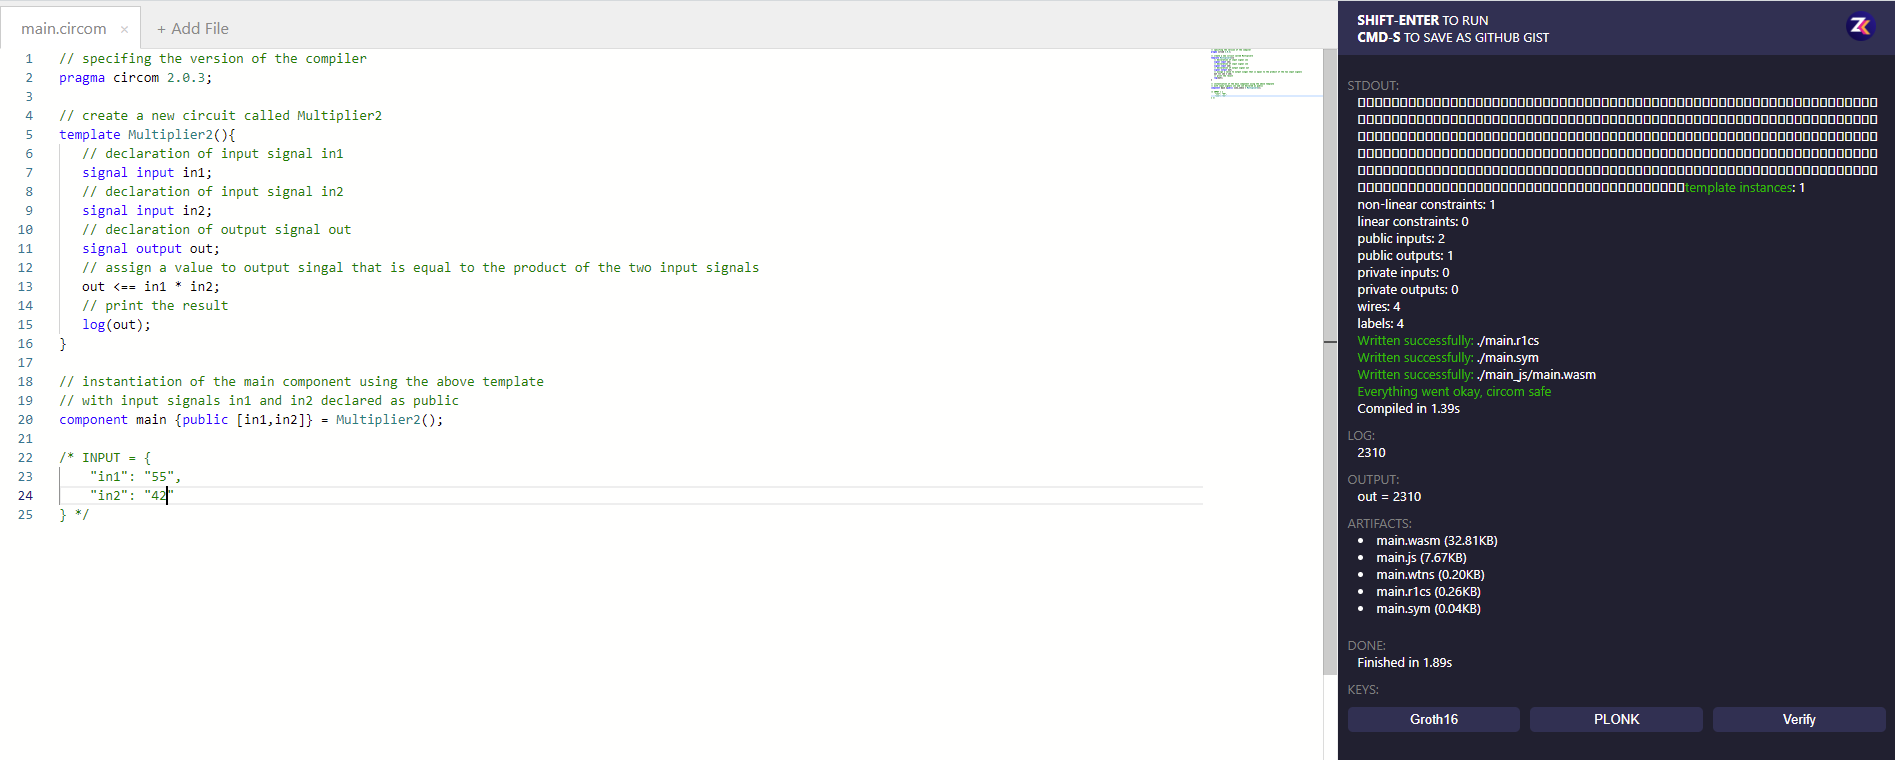 main.circom × + Add File
1 // specifing the version of the compiler
2 pragma circom 2.0.3;
3
4 // create a new circuit called Multiplier2
5 template Multiplier2(){
6 // declaration of input signal in1
7 signal input in1;
8 // declaration of input signal in2
9 signal input in2;
10 // declaration of output signal out
11 signal output out;
12 // assign a value to output singal that is equal to the product of the two input signals
13 out <== in1 * in2;
14 // print the result
15 log(out);
16 }
17
18 // instantiation of the main component using the above template
19 // with input signals in1 and in2 declared as public
20 component main {public [in1,in2]} = Multiplier2();
21
22 /* INPUT = {
23 "in1": "55",
24 "in2": "42"
25 } */
SHIFT-ENTER TO RUN
CMD-S TO SAVE AS GITHUB GIST
STDOUT:
template instances: 1
non-linear constraints: 1
linear constraints: 0
public inputs: 2
public outputs: 1
private inputs: 0
private outputs: 0
wires: 4
labels: 4
Written successfully: ./main.r1cs
Written successfully: ./main.sym
Written successfully: ./main_js/main.wasm
Everything went okay, circom safe
Compiled in 1.39s
LOG:
2310
OUTPUT:
out = 2310
ARTIFACTS:
• main.wasm (32.81KB)
• main.js (7.67KB)
• main.wtns (0.20KB)
• main.r1cs (0.26KB)
• main.sym (0.04KB)
DONE:
Finished in 1.89s
KEYS:
Groth16 PLONK Verify